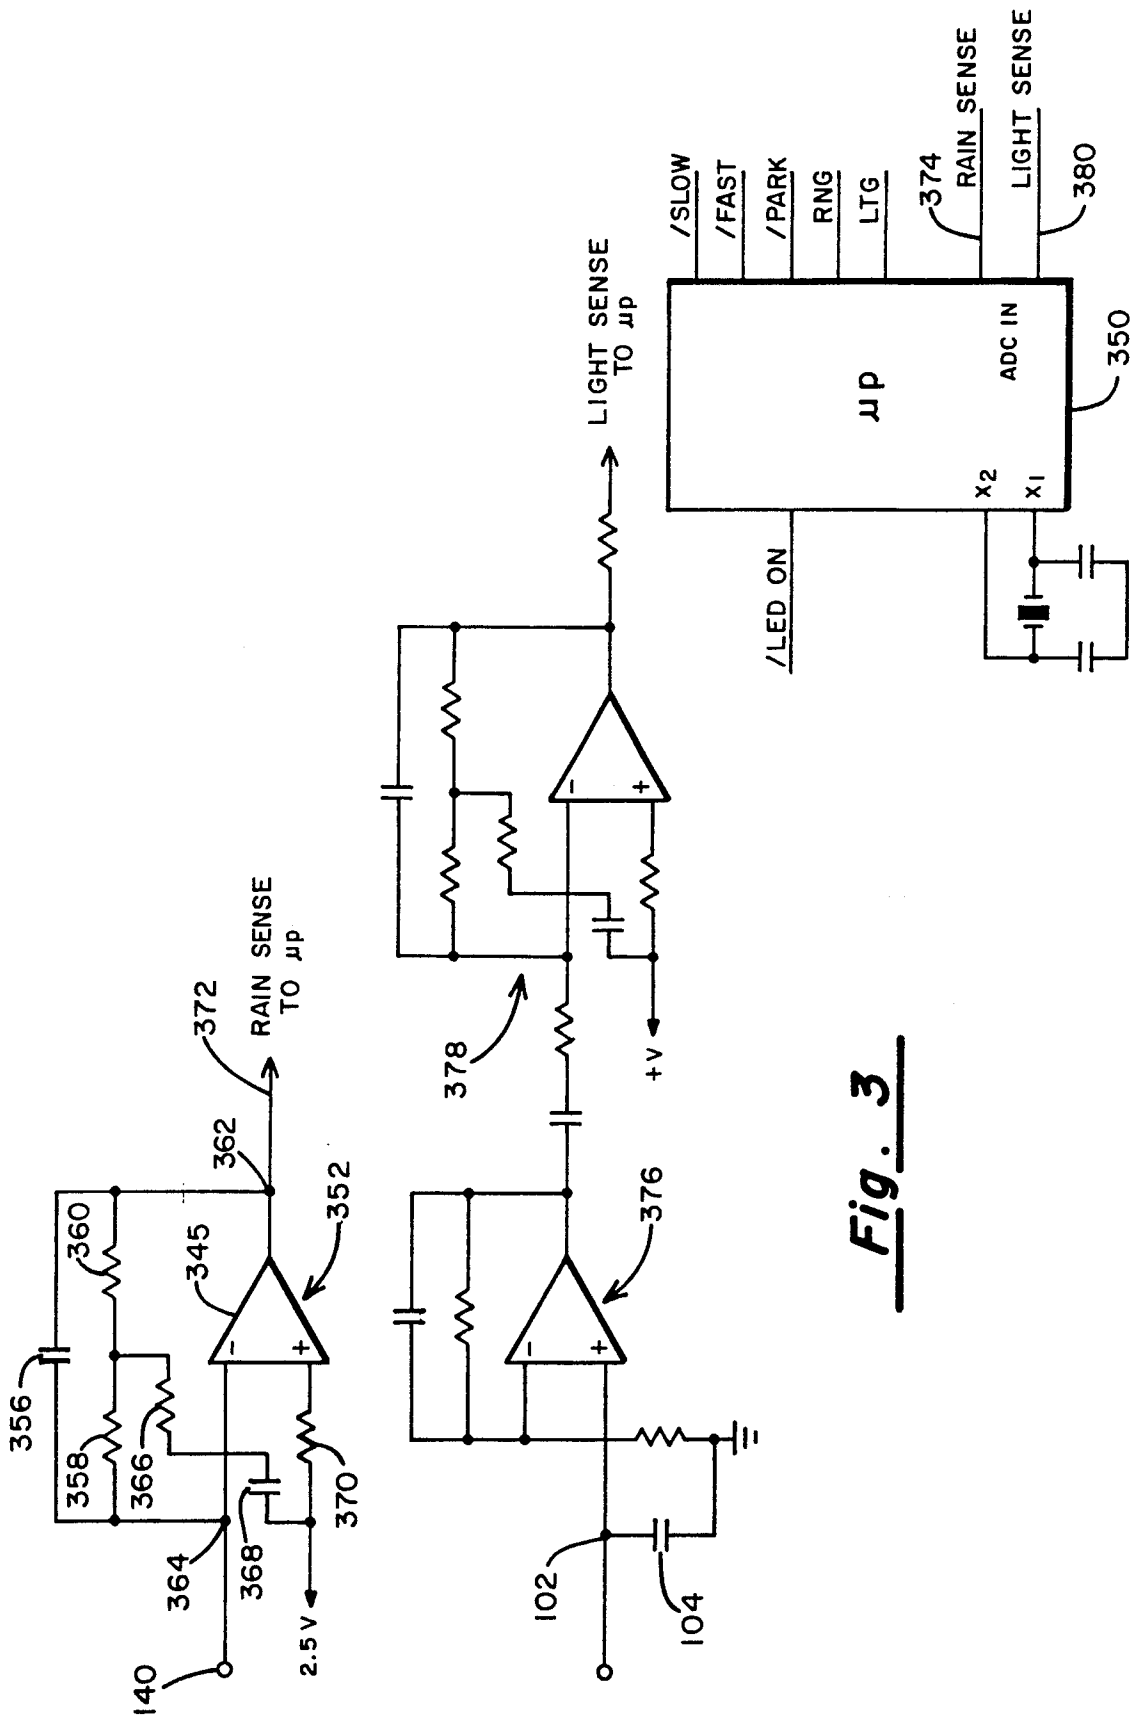 356
360
358
366
345
362
372
RAIN SENSE
TO µp
-
+
352
364
368
370
140
2.5 V
376
-
+
102
104
378
-
+
+V
LIGHT SENSE
TO µp
/LED ON
/SLOW
/FAST
/PARK
RNG
LTG
374
RAIN SENSE
LIGHT SENSE
380
µp
ADC IN
X2
X1
350
Fig. 3